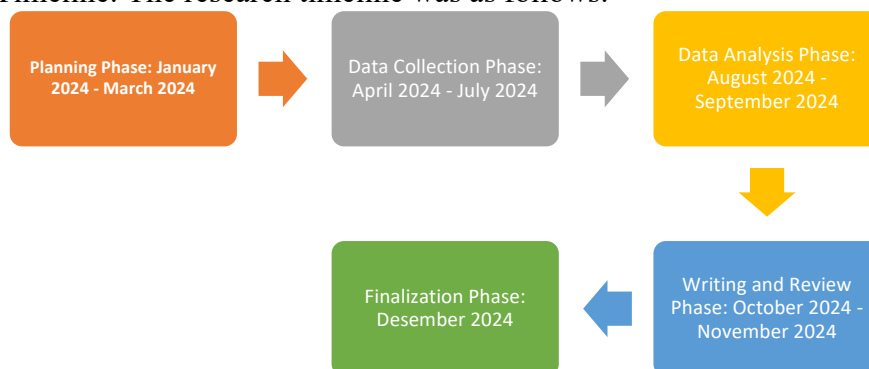 Timeline: The research timeline was as follows:
Planning Phase: January
2024 - March 2024
Data Collection Phase:
April 2024 - July 2024
Data Analysis Phase:
August 2024 -
September 2024
Writing and Review
Phase: October 2024 -
November 2024
Finalization Phase:
Desember 2024